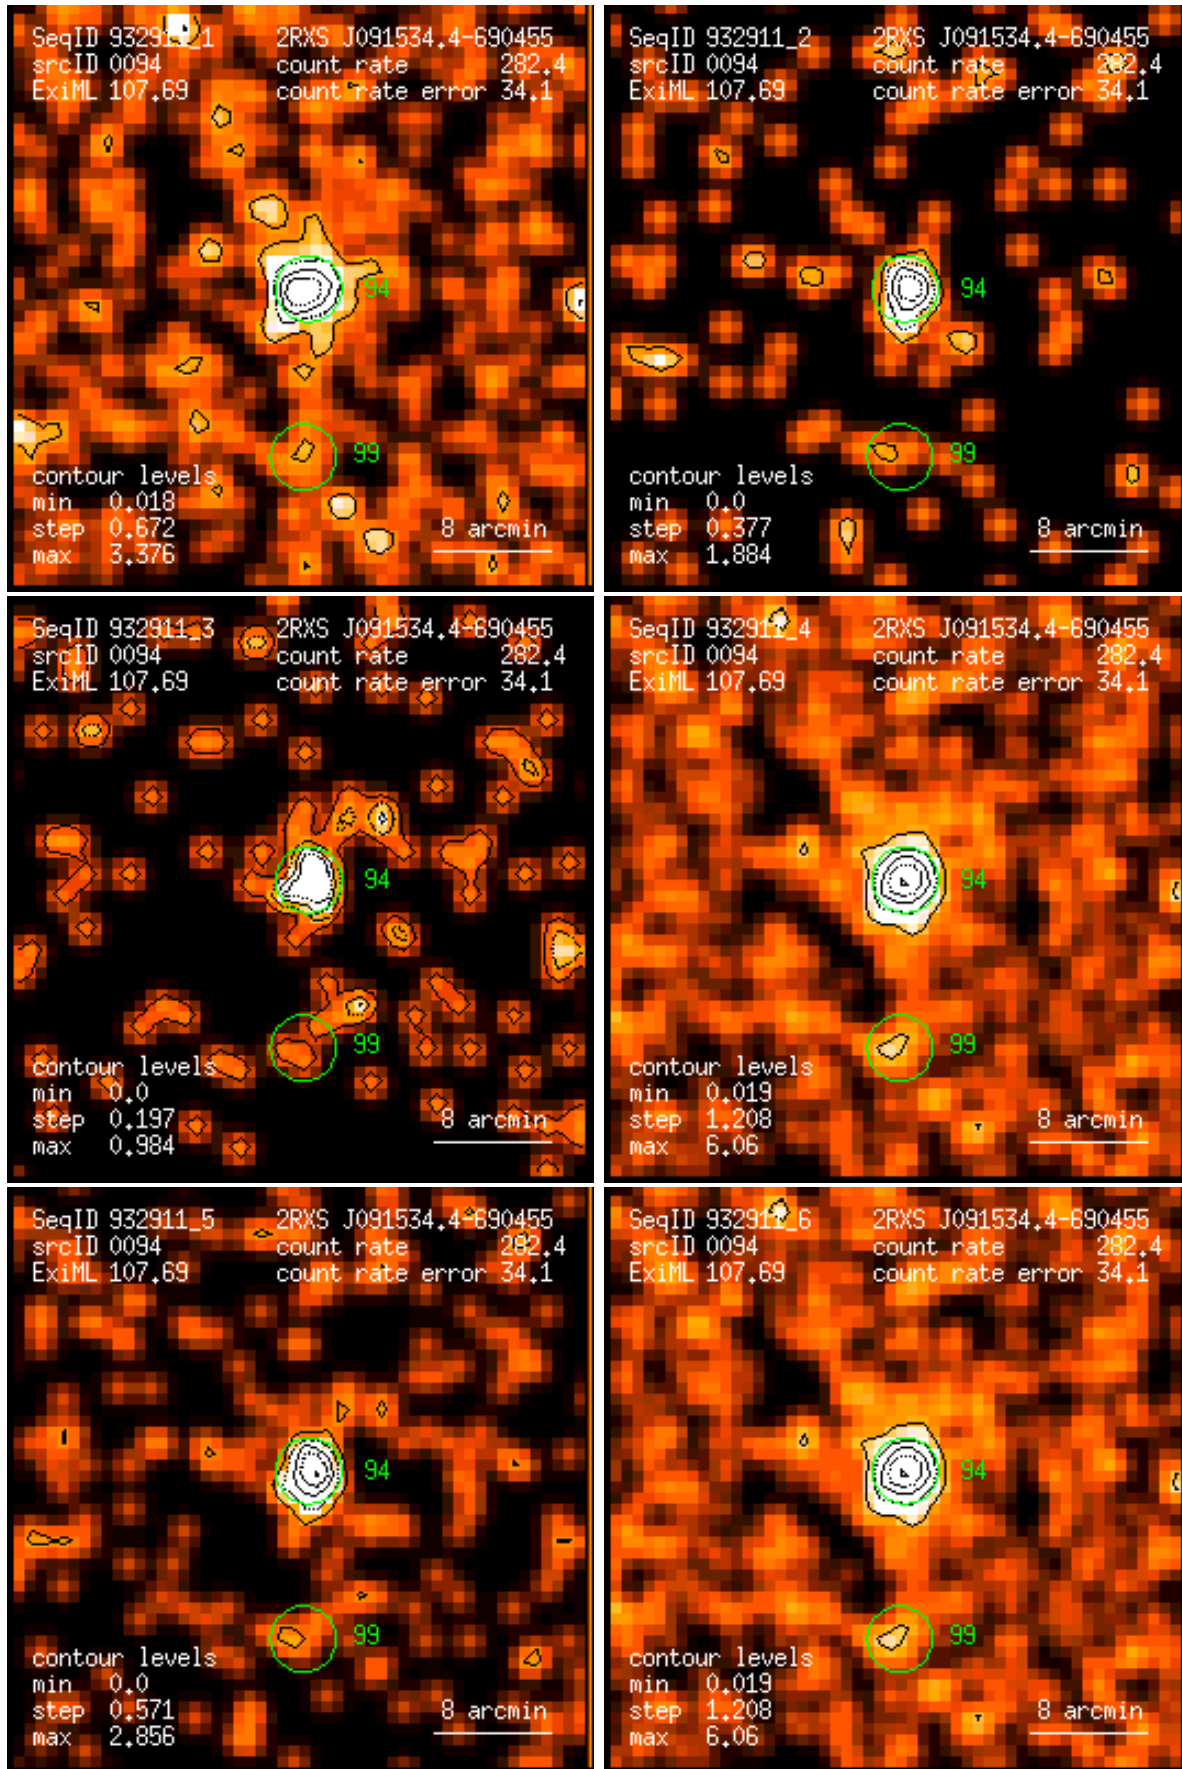 SeqID 932911_1 2RXS J091534.4-690455
srcID 0094 count rate 282.4
ExiML 107.69 count rate error 34.1
94
99
contour levels
min 0.018
step 0.672 8 arcmin
max 3.376
SeqID 932911_2 2RXS J091534.4-690455
srcID 0094 count rate 282.4
ExiML 107.69 count rate error 34.1
94
99
contour levels
min 0.0
step 0.377 8 arcmin
max 1.884
SeqID 932911_3 2RXS J091534.4-690455
srcID 0094 count rate 282.4
ExiML 107.69 count rate error 34.1
94
99
contour levels
min 0.0
step 0.197 8 arcmin
max 0.984
SeqID 932911_4 2RXS J091534.4-690455
srcID 0094 count rate 282.4
ExiML 107.69 count rate error 34.1
94
99
contour levels
min 0.019
step 1.208 8 arcmin
max 6.06
SeqID 932911_5 2RXS J091534.4-690455
srcID 0094 count rate 282.4
ExiML 107.69 count rate error 34.1
94
99
contour levels
min 0.0
step 0.571 8 arcmin
max 2.856
SeqID 932911_6 2RXS J091534.4-690455
srcID 0094 count rate 282.4
ExiML 107.69 count rate error 34.1
94
99
contour levels
min 0.019
step 1.208 8 arcmin
max 6.06